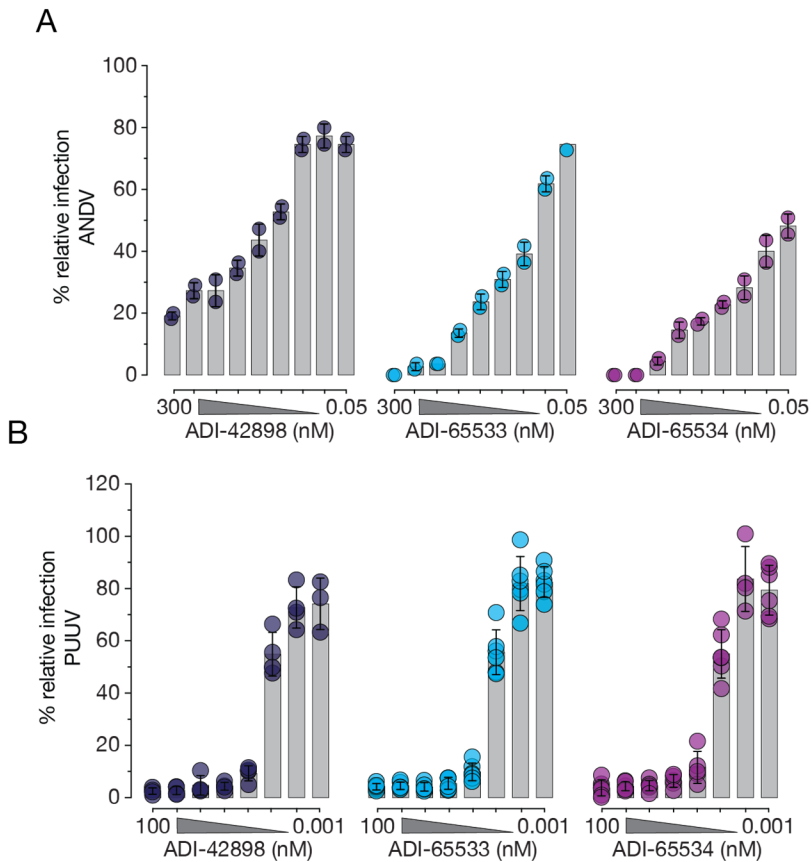 A
% relative infection
ANDV
100
80
60
40
20
0
300 0.05 300 0.05 300 0.05
ADI-42898 (nM) ADI-65533 (nM) ADI-65534 (nM)
B
% relative infection
PUUV
120
100
80
60
40
20
0
100 0.001 100 0.001 100 0.001
ADI-42898 (nM) ADI-65533 (nM) ADI-65534 (nM)